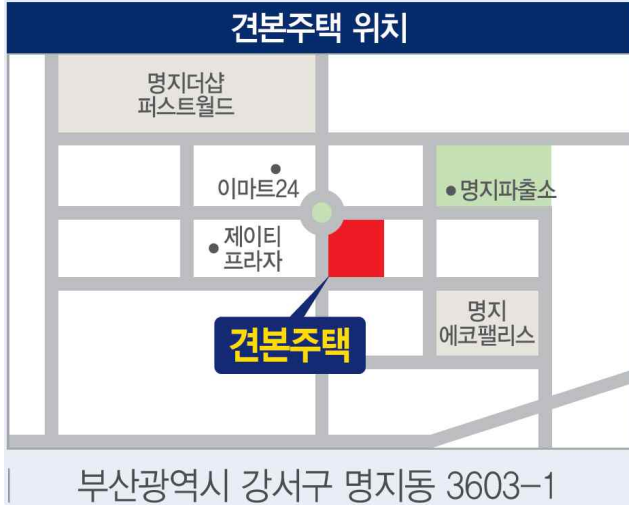 견본주택 위치
명지더샵
퍼스트월드
이마트24
명지파출소
제이티
프라자
명지
에코팰리스
견본주택
부산광역시 강서구 명지동 3603-1